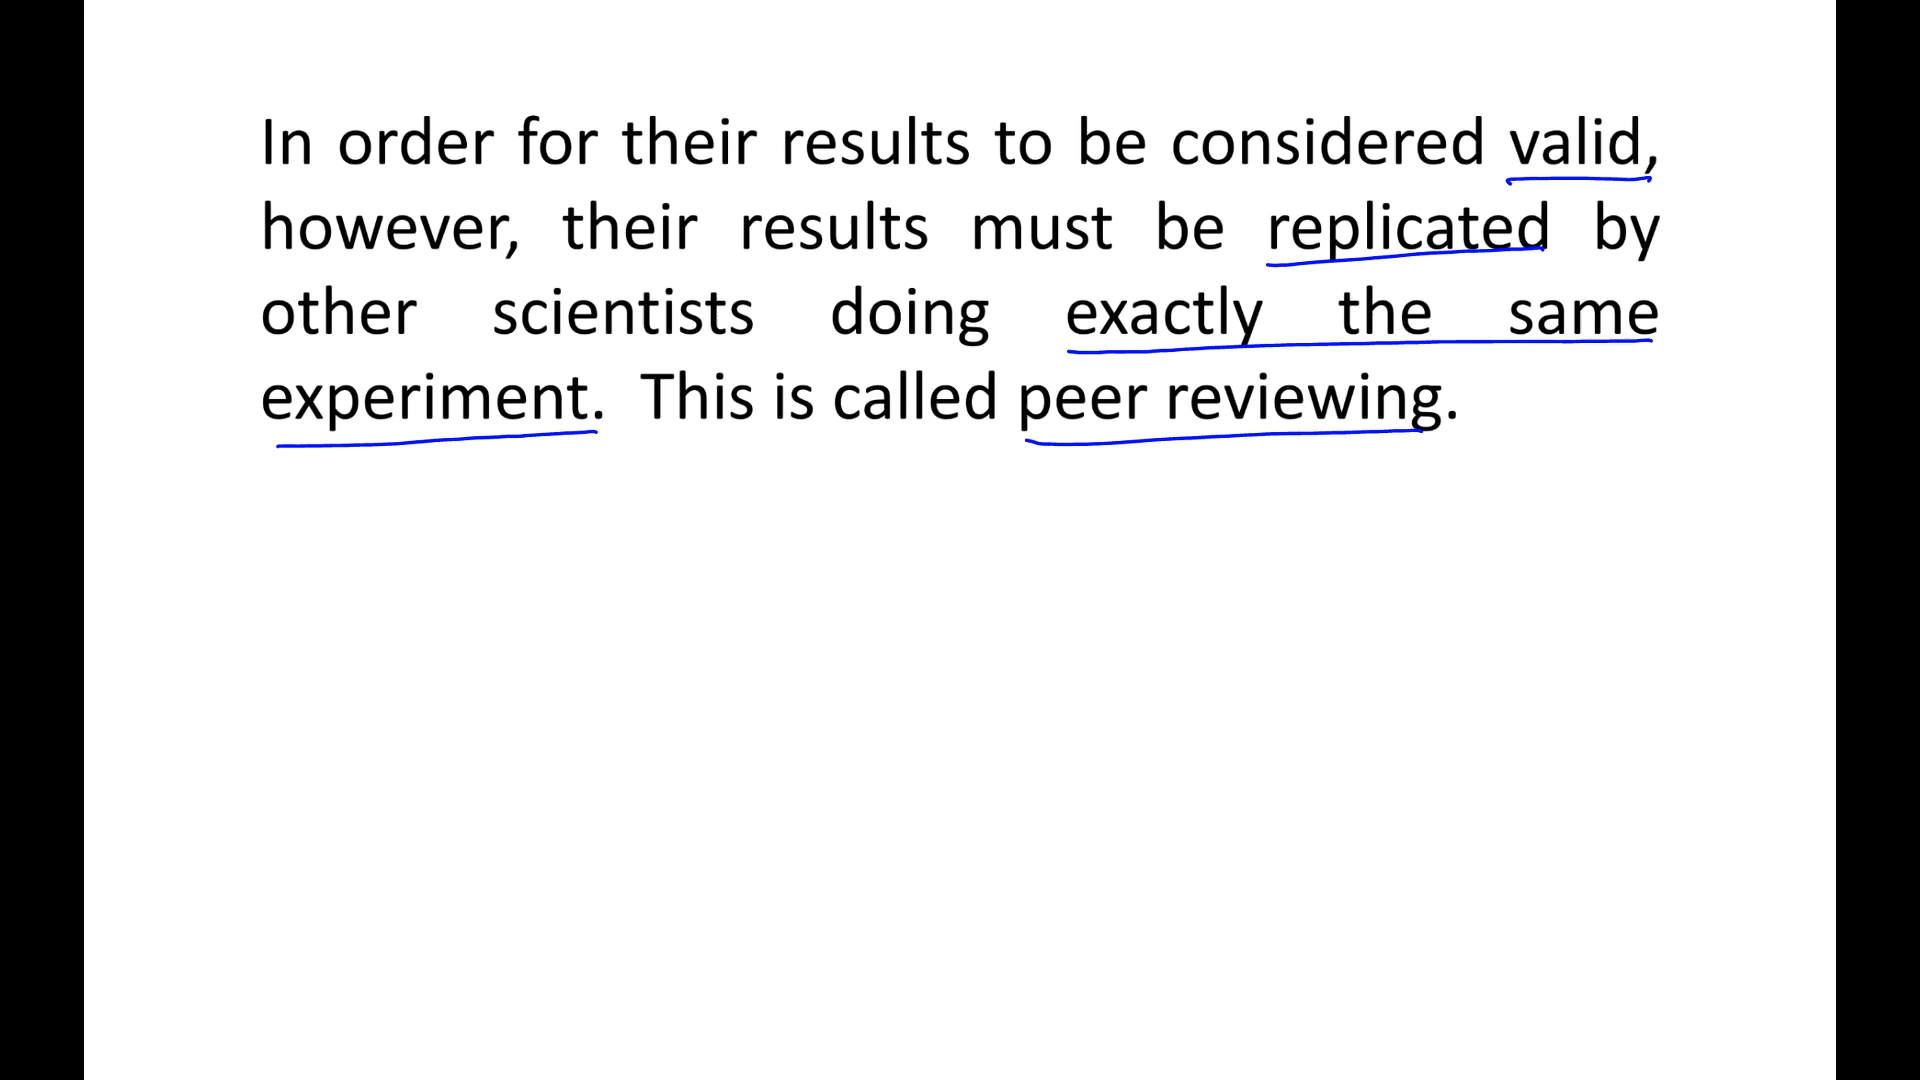 In order for their results to be considered valid,
however, their results must be replicated by
other scientists doing exactly the same
experiment. This is called peer reviewing.